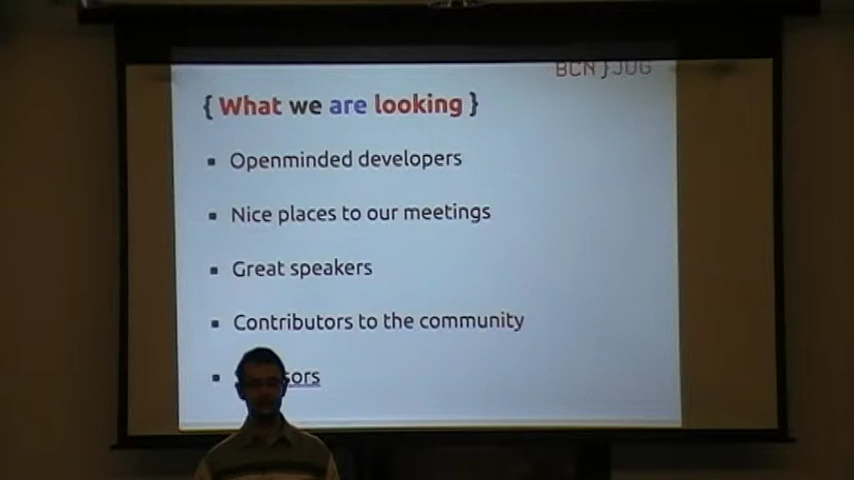 BCN}JUG
{ What we are looking }
▪ Openminded developers
▪ Nice places to our meetings
▪ Great speakers
▪ Contributors to the community